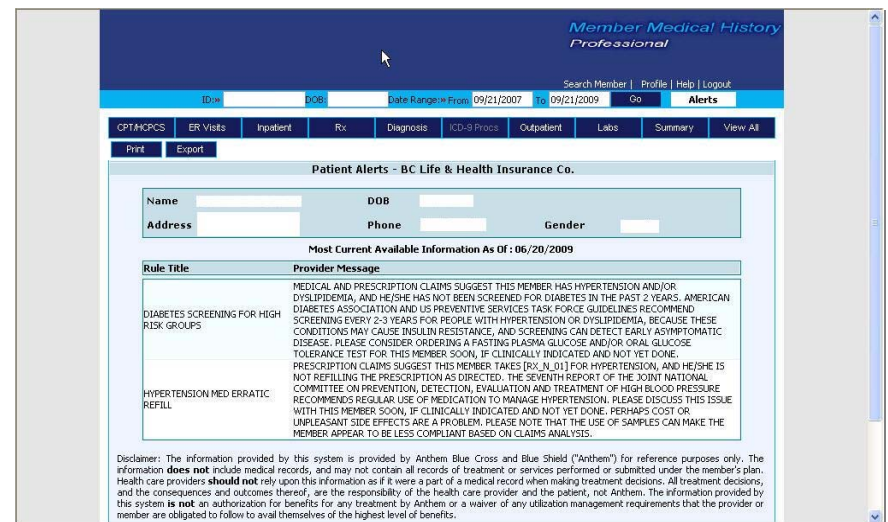 Member Medical History
Professional
Search Member | Profile | Help | Logout
ID:» DOB: Date Range:» From 09/21/2007 To 09/21/2009 Go Alerts
CPT/HCPCS ER Visits Inpatient Rx Diagnosis ICD-9 Procs Outpatient Labs Summary View All
Print Export
Patient Alerts - BC Life & Health Insurance Co.
Name DOB
Address Phone Gender
Most Current Available Information As Of : 06/20/2009
Rule Title Provider Message
DIABETES SCREENING FOR HIGH
RISK GROUPS
MEDICAL AND PRESCRIPTION CLAIMS SUGGEST THIS MEMBER HAS HYPERTENSION AND/OR
DYSLIPIDEMIA, AND HE/SHE HAS NOT BEEN SCREENED FOR DIABETES IN THE PAST 2 YEARS. AMERICAN
DIABETES ASSOCIATION AND US PREVENTIVE SERVICES TASK FORCE GUIDELINES RECOMMEND
SCREENING EVERY 2-3 YEARS FOR PEOPLE WITH HYPERTENSION OR DYSLIPIDEMIA, BECAUSE THESE
CONDITIONS MAY CAUSE INSULIN RESISTANCE, AND SCREENING CAN DETECT EARLY ASYMPTOMATIC
DISEASE. PLEASE CONSIDER ORDERING A FASTING PLASMA GLUCOSE AND/OR ORAL GLUCOSE
TOLERANCE TEST FOR THIS MEMBER SOON, IF CLINICALLY INDICATED AND NOT YET DONE.
HYPERTENSION MED ERRATIC
REFILL
PRESCRIPTION CLAIMS SUGGEST THIS MEMBER TAKES [RX_N_01] FOR HYPERTENSION, AND HE/SHE IS
NOT REFILLING THE PRESCRIPTION AS DIRECTED. THE SEVENTH REPORT OF THE JOINT NATIONAL
COMMITTEE ON PREVENTION, DETECTION, EVALUATION AND TREATMENT OF HIGH BLOOD PRESSURE
RECOMMENDS REGULAR USE OF MEDICATION TO MANAGE HYPERTENSION. PLEASE DISCUSS THIS ISSUE
WITH THIS MEMBER SOON, IF CLINICALLY INDICATED AND NOT YET DONE. PERHAPS COST OR
UNPLEASANT SIDE EFFECTS ARE A PROBLEM. PLEASE NOTE THAT THE USE OF SAMPLES CAN MAKE THE
MEMBER APPEAR TO BE LESS COMPLIANT BASED ON CLAIMS ANALYSIS.
Disclaimer: The information provided by this system is provided by Anthem Blue Cross and Blue Shield ("Anthem") for reference purposes only. The
information does not include medical records, and may not contain all records of treatment or services performed or submitted under the member's plan.
Health care providers should not rely upon this information as if it were a part of a medical record when making treatment decisions. All treatment decisions,
and the consequences and outcomes thereof, are the responsibility of the health care provider and the patient, not Anthem. The information provided by
this system is not an authorization for benefits for any treatment by Anthem or a waiver of any utilization management requirements that the provider or
member are obligated to follow to avail themselves of the highest level of benefits.